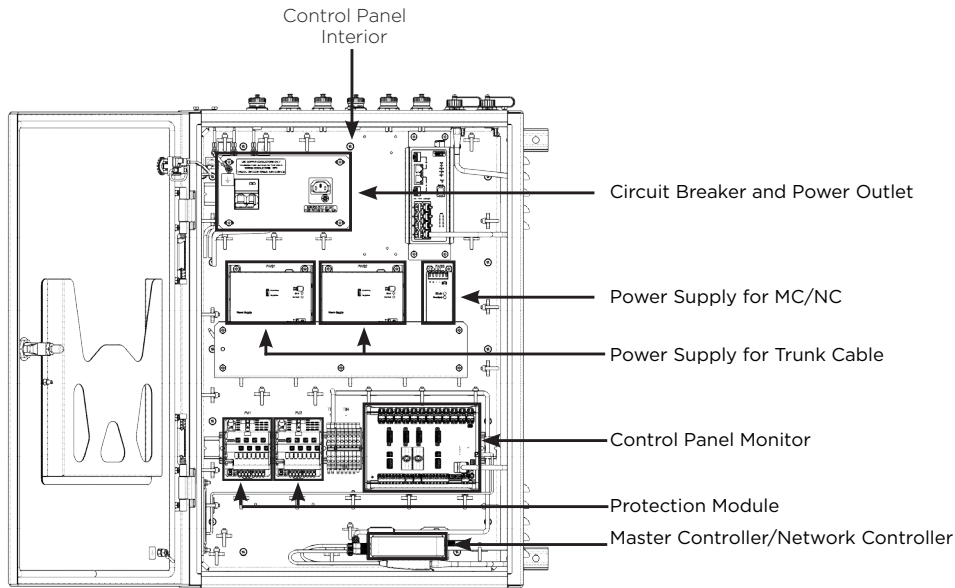 Control Panel
Interior
Circuit Breaker and Power Outlet
Power Supply for MC/NC
Power Supply for Trunk Cable
Control Panel Monitor
Protection Module
Master Controller/Network Controller